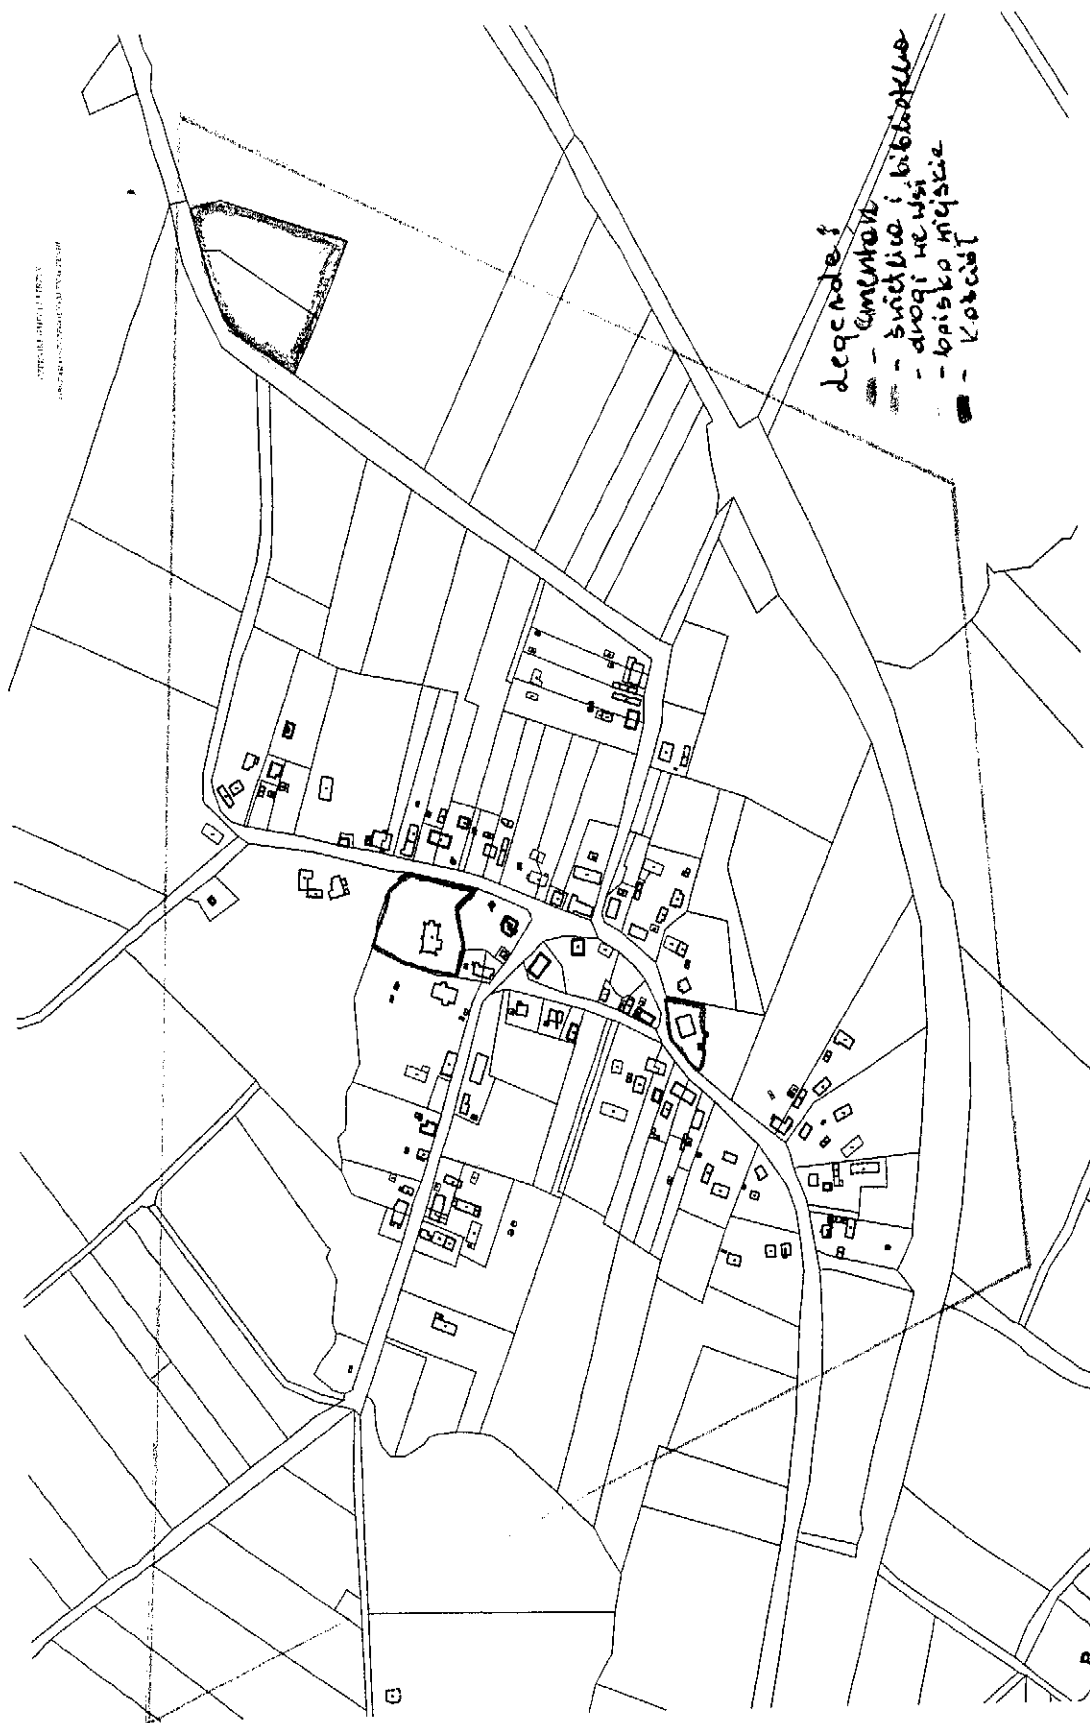 Legenda:
- cmentarz
- świetlica i biblioteka
- drogi we wsi
- boisko wiejskie
- Kościół